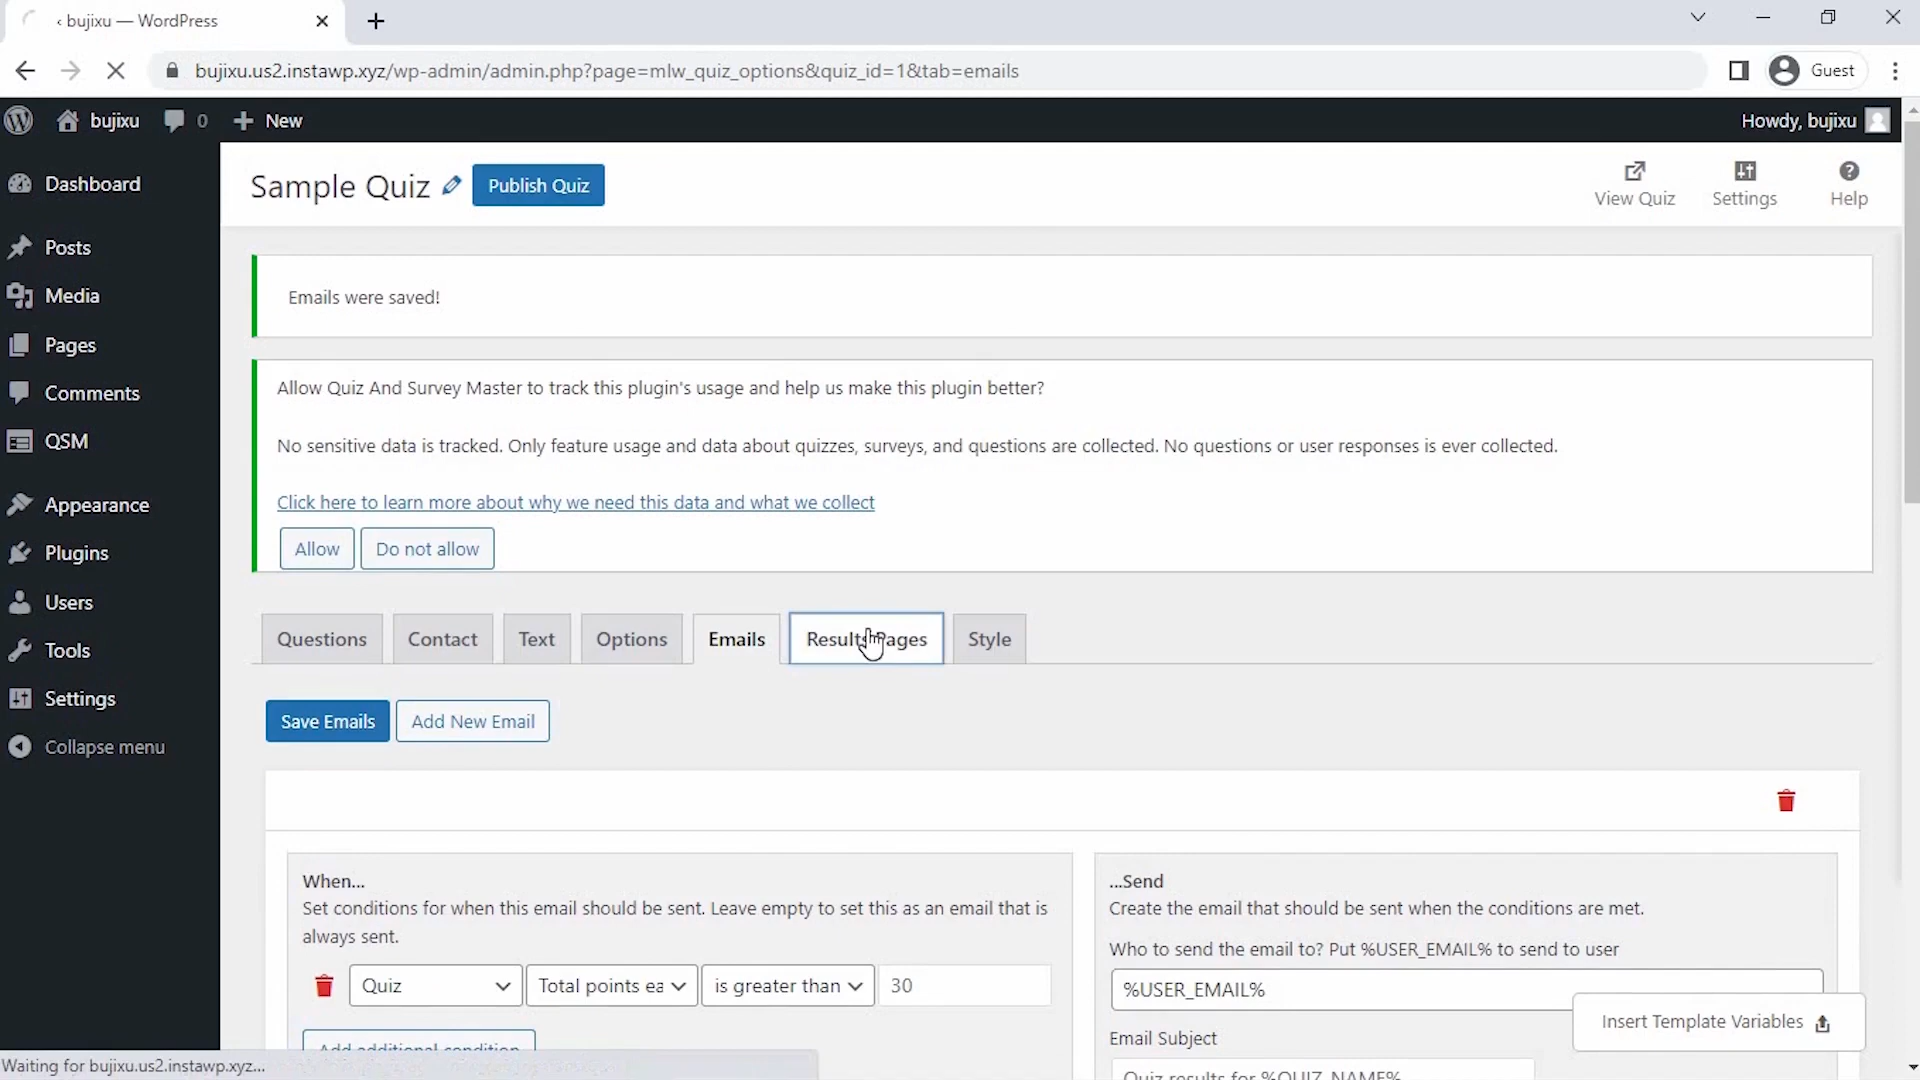 ‹ bujixu — WordPress
bujixu.us2.instawp.xyz/wp-admin/admin.php?page=mlw_quiz_options&quiz_id=1&tab=emails
Guest
bujixu
0
New
Howdy, bujixu
Dashboard
Posts
Media
Pages
Comments
QSM
Appearance
Plugins
Users
Tools
Settings
Collapse menu
Sample Quiz
Publish Quiz
View Quiz
Settings
Help
Emails were saved!
Allow Quiz And Survey Master to track this plugin's usage and help us make this plugin better?
No sensitive data is tracked. Only feature usage and data about quizzes, surveys, and questions are collected. No questions or user responses is ever collected.
Click here to learn more about why we need this data and what we collect
Allow
Do not allow
Questions
Contact
Text
Options
Emails
Results Pages
Style
Save Emails
Add New Email
When...
Set conditions for when this email should be sent. Leave empty to set this as an email that is
always sent.
Quiz
Total points ea
is greater than
30
Add additional condition
...Send
Create the email that should be sent when the conditions are met.
Who to send the email to? Put %USER_EMAIL% to send to user
%USER_EMAIL%
Email Subject
Quiz results for %QUIZ_NAME%
Insert Template Variables
Waiting for bujixu.us2.instawp.xyz...